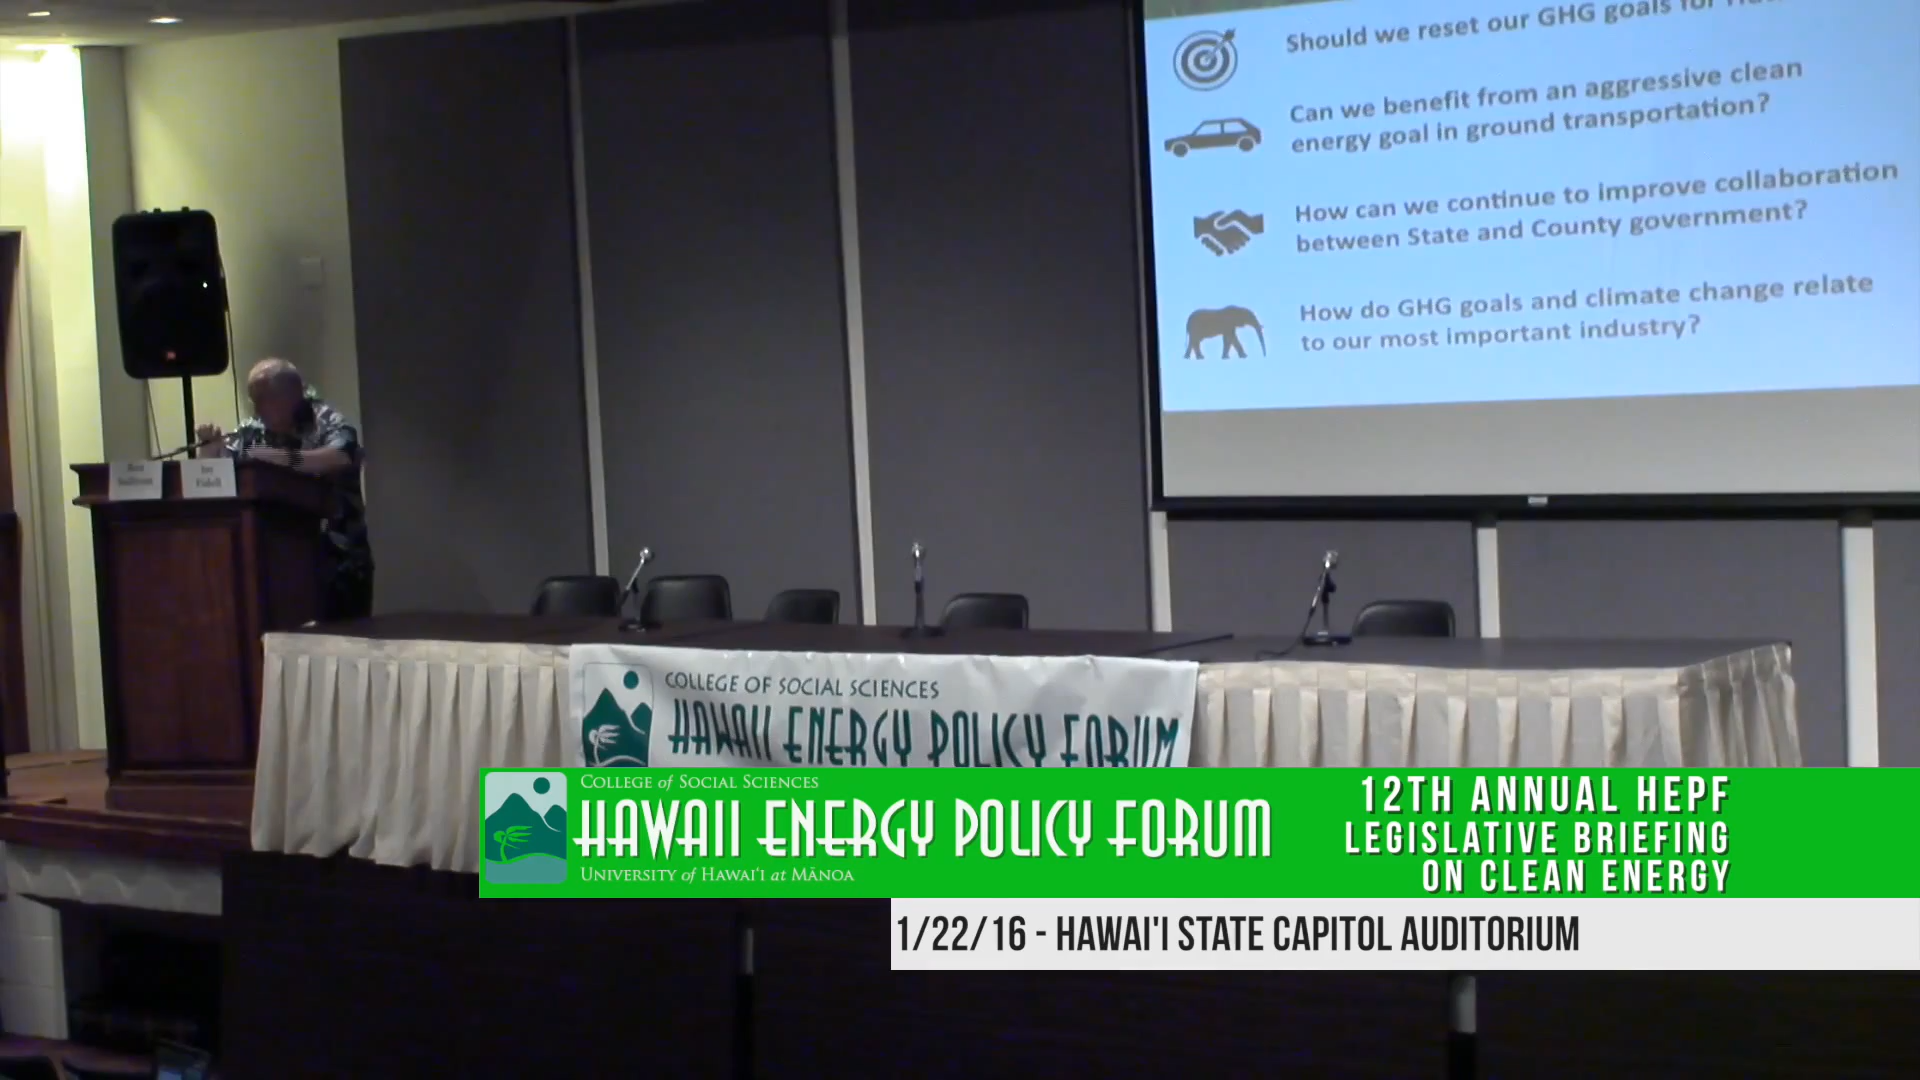 Should we reset our GHG goals for
Can we benefit from an aggressive clean
energy goal in ground transportation?
How can we continue to improve collaboration
between State and County government?
How do GHG goals and climate change relate
to our most important industry?
Jay
Fidell
COLLEGE OF SOCIAL SCIENCES
HAWAII ENERGY POLICY FORUM
College of Social Sciences
HAWAII ENERGY POLICY FORUM
University of Hawai'i at Mānoa
12TH ANNUAL HEPF
LEGISLATIVE BRIEFING
ON CLEAN ENERGY
1/22/16 - HAWAI'I STATE CAPITOL AUDITORIUM